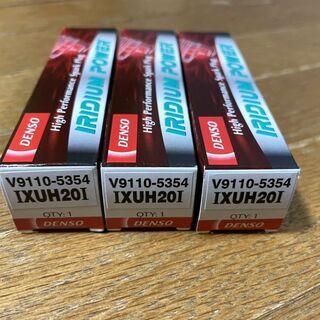 DENSO
High Performance Spark Plug
IRIDIUM POWER
DENSO
High Performance Spark Plug
IRIDIUM POWER
DENSO
High Performance Spark Plug
IRIDIUM POWER
V9110-5354
IXUH20I
QTY: 1
DENSO
V9110-5354
IXUH20I
QTY: 1
DENSO
V9110-5354
IXUH20I
QTY: 1
DENSO